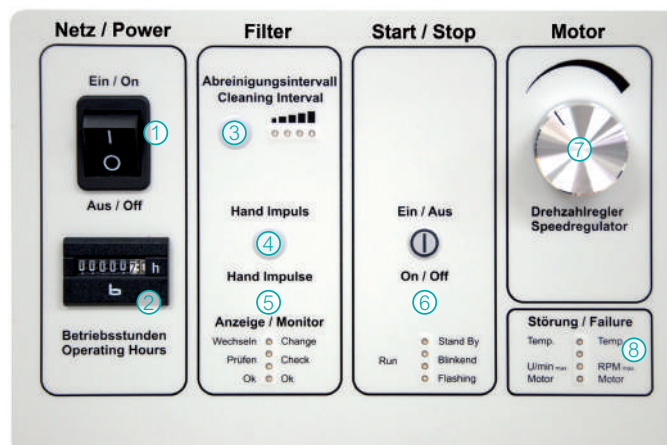 Netz / Power
Ein / On
1
I
O
Aus / Off
0000073 h
2
Betriebsstunden
Operating Hours
Filter
Abreinigungsintervall
Cleaning Interval
3
Hand Impuls
4
Hand Impulse
5
Anzeige / Monitor
Wechseln Change
Prüfen Check
Ok Ok
Start / Stop
Ein / Aus
On / Off
6
Stand By
Run Blinkend
Flashing
Motor
7
Drehzahlregler
Speedregulator
Störung / Failure
Temp. Temp.
8
U/min max RPM max
Motor Motor